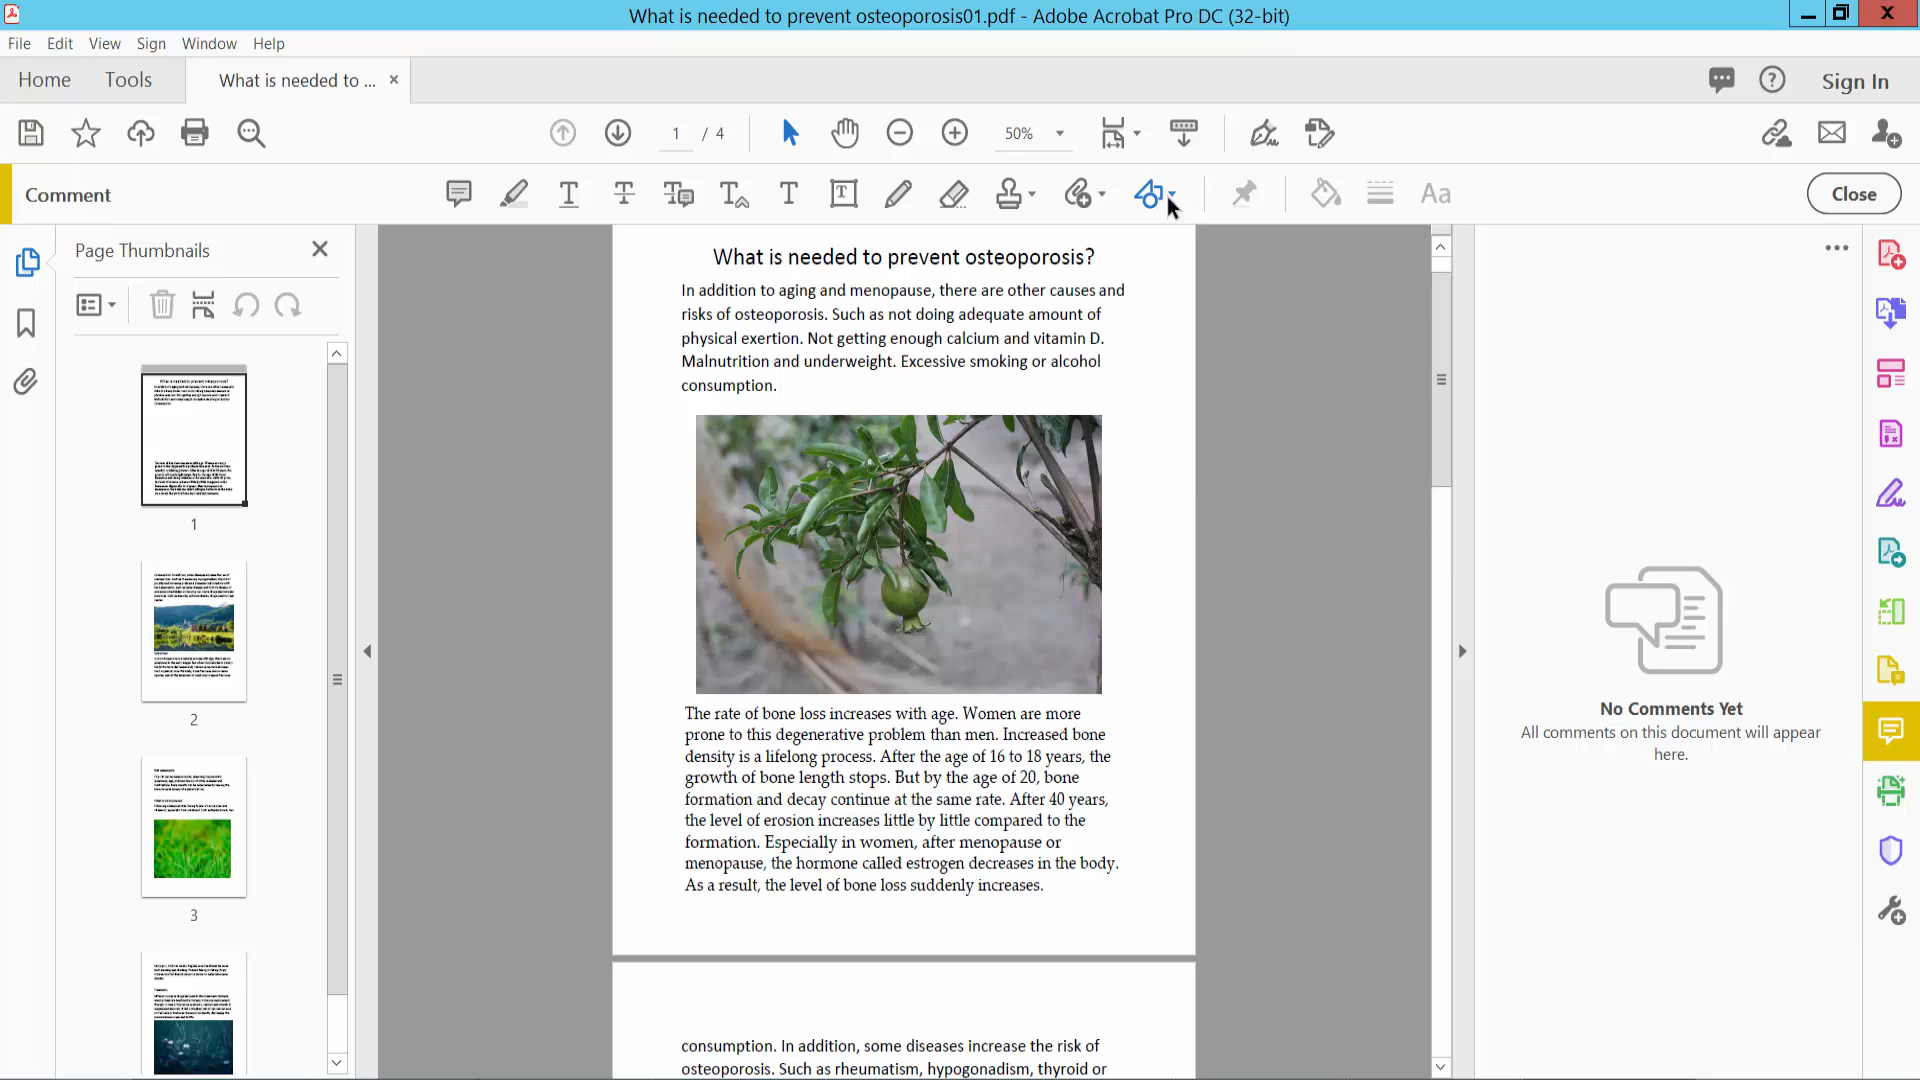 What is needed to prevent osteoporosis01.pdf - Adobe Acrobat Pro DC (32-bit)
File Edit View Sign Window Help
Home Tools What is needed to ... Sign In
1 / 4 50%
Comment Close
Page Thumbnails
1
2
3
What is needed to prevent osteoporosis?
In addition to aging and menopause, there are other causes and
risks of osteoporosis. Such as not doing adequate amount of
physical exertion. Not getting enough calcium and vitamin D.
Malnutrition and underweight. Excessive smoking or alcohol
consumption.
The rate of bone loss increases with age. Women are more
prone to this degenerative problem than men. Increased bone
density is a lifelong process. After the age of 16 to 18 years, the
growth of bone length stops. But by the age of 20, bone
formation and decay continue at the same rate. After 40 years,
the level of erosion increases little by little compared to the
formation. Especially in women, after menopause or
menopause, the hormone called estrogen decreases in the body.
As a result, the level of bone loss suddenly increases.
consumption. In addition, some diseases increase the risk of
osteoporosis. Such as rheumatism, hypogonadism, thyroid or
No Comments Yet
All comments on this document will appear
here.